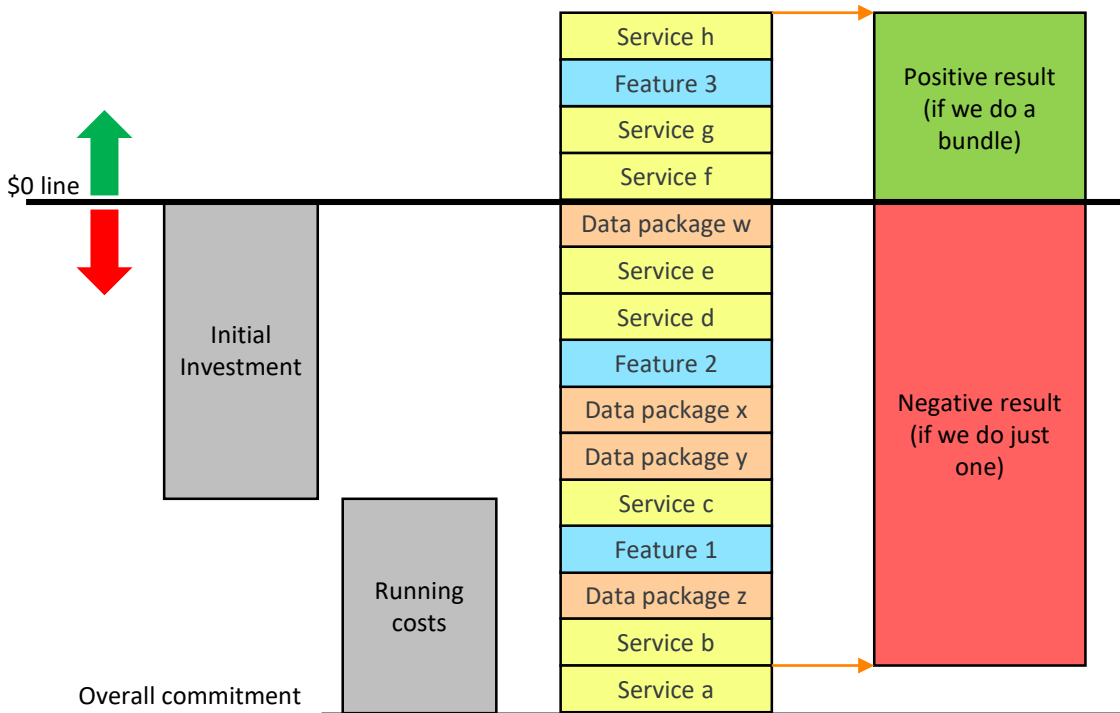 $0 line
Initial
Investment
Running
costs
Overall commitment
Service h
Feature 3
Service g
Service f
Data package w
Service e
Service d
Feature 2
Data package x
Data package y
Service c
Feature 1
Data package z
Service b
Service a
Positive result
(if we do a
bundle)
Negative result
(if we do just
one)